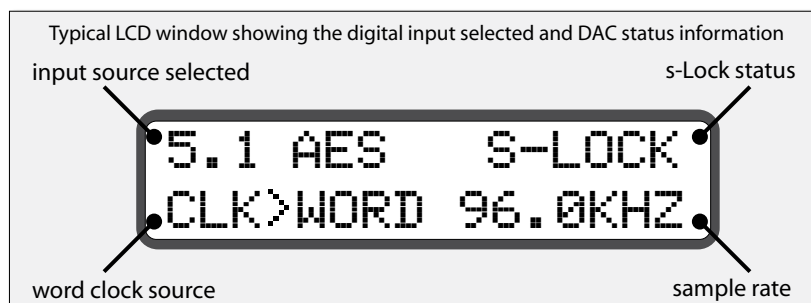 Typical LCD window showing the digital input selected and DAC status information
input source selected s-Lock status
5.1 AES S-LOCK
CLK>WORD 96.0KHZ
word clock source sample rate